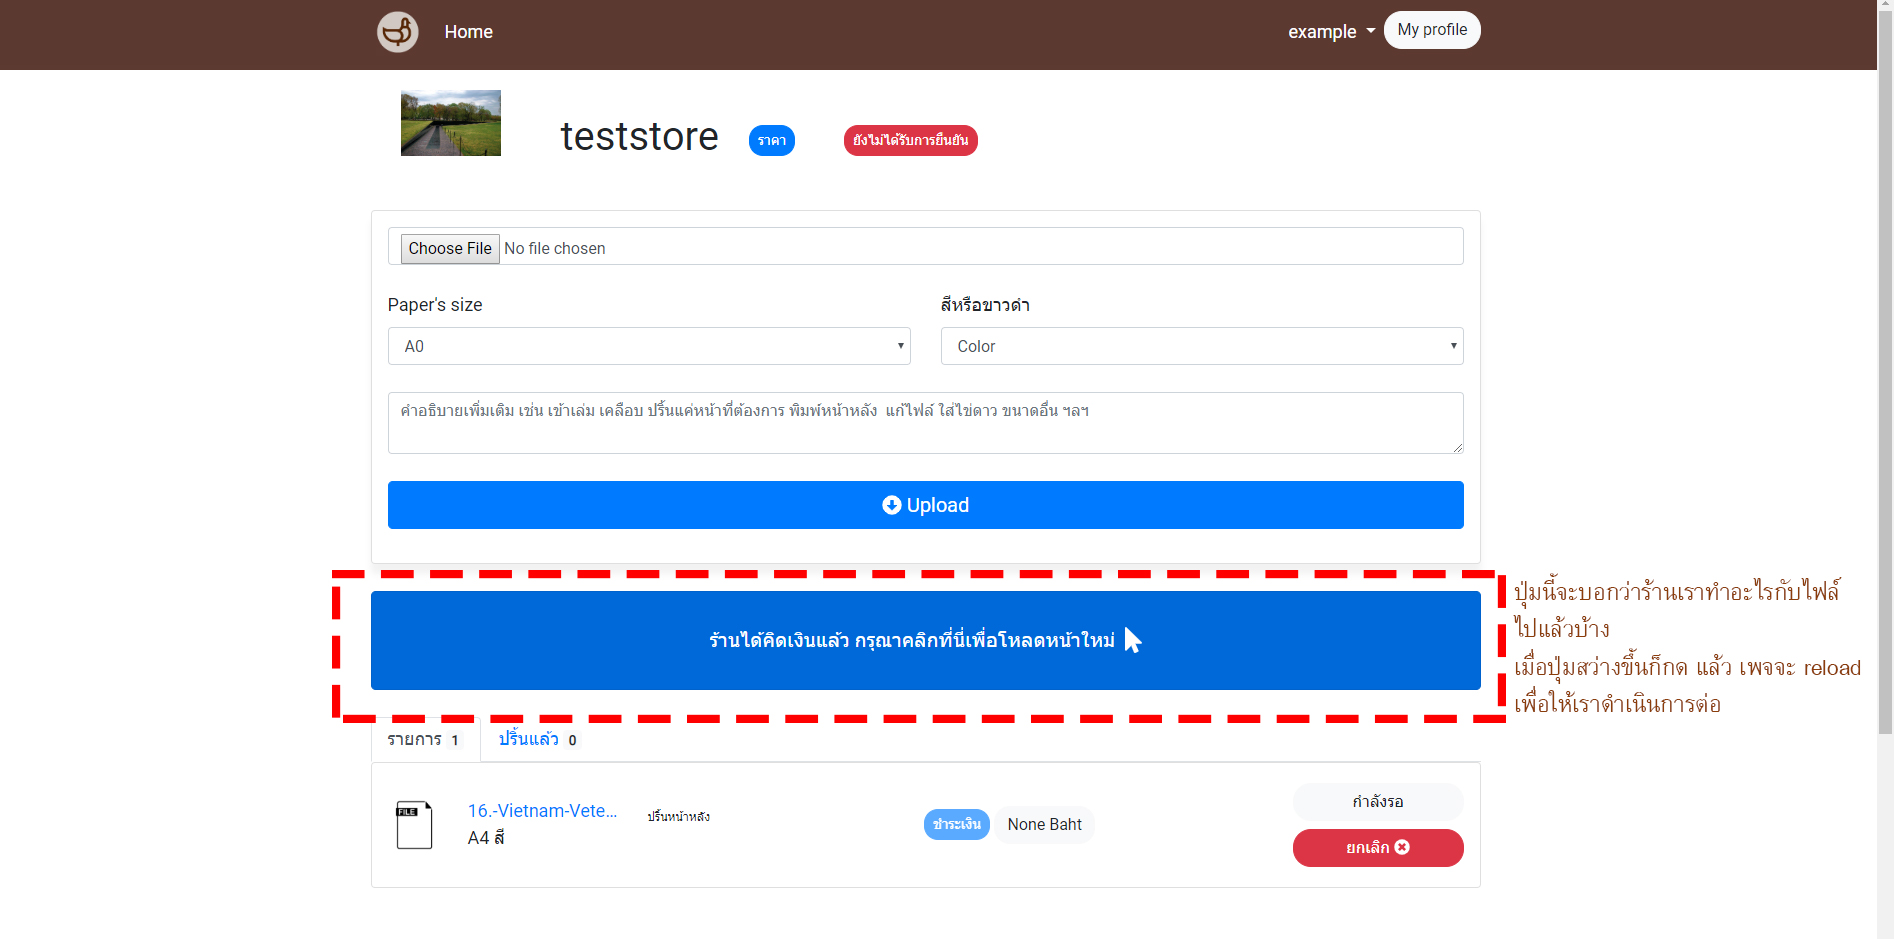 Home
example
My profile
teststore
ราคา
ยังไม่ได้รับการยืนยัน
Choose File No file chosen
Paper's size
สีหรือขาวดำ
A0
Color
คำอธิบายเพิ่มเติม เช่น เข้าเล่ม เคลือบ ปริ้นแค่หน้าที่ต้องการ พิมพ์หน้าหลัง แก้ไฟล์ ใส่ไข่ดาว ขนาดอื่น ฯลฯ
Upload
ร้านได้คิดเงินแล้ว กรุณาคลิกที่นี่เพื่อโหลดหน้าใหม่
ปุ่มนี้จะบอกว่าร้านเราทำอะไรกับไฟล์
ไปแล้วบ้าง
เมื่อปุ่มสว่างขึ้นก็กด แล้ว เพจจะ reload
เพื่อให้เราดำเนินการต่อ
รายการ 1
ปริ้นแล้ว 0
FILE
16.-Vietnam-Vete...
A4 สี
ปริ้นหน้าหลัง
ชำระเงิน
None Baht
กำลังรอ
ยกเลิก